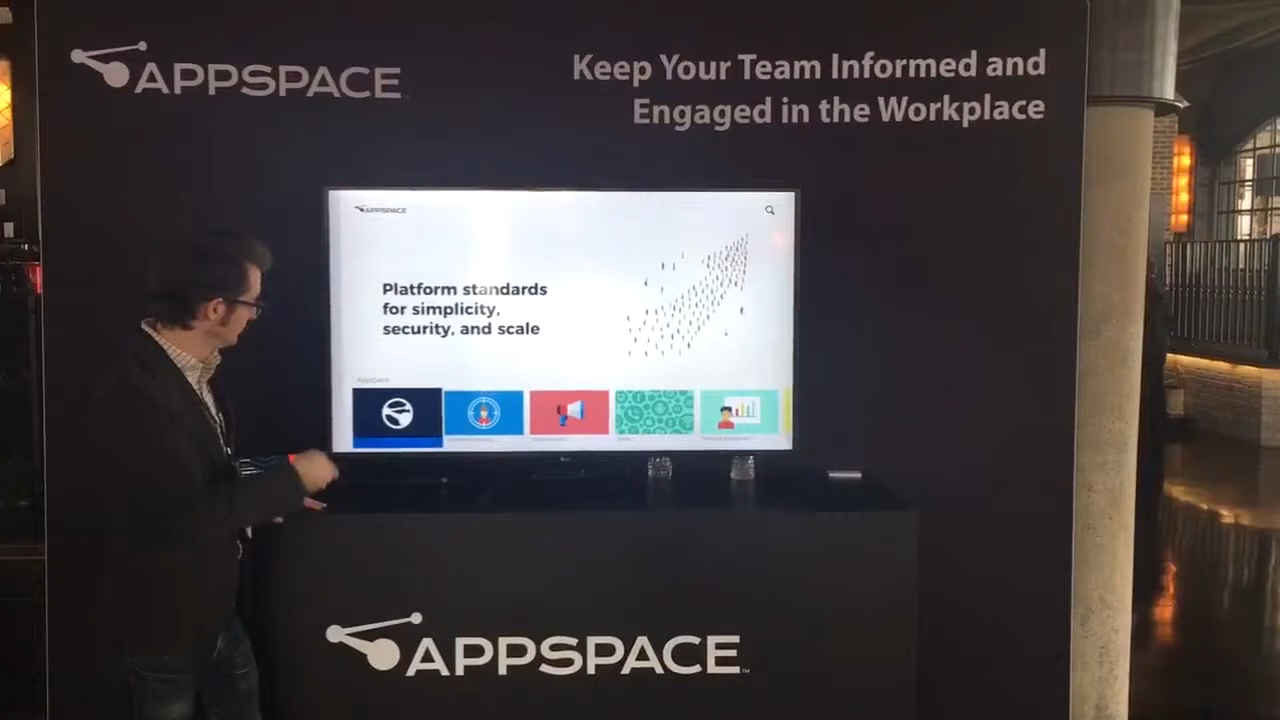 APPSPACE
Keep Your Team Informed and
Engaged in the Workplace
APPSPACE
Platform standards
for simplicity,
security, and scale
Appspace
APPSPACE™